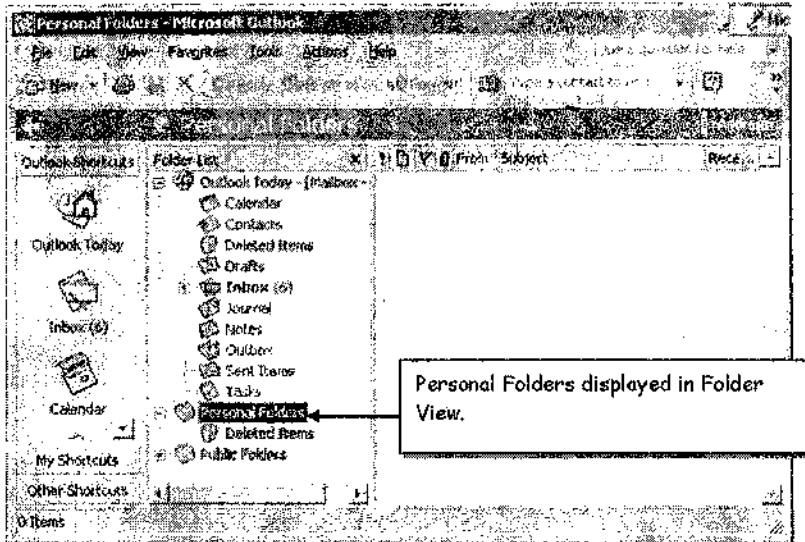 Personal Folders - Microsoft Outlook
File Edit View Favorites Tools Actions Help
New
Personal Folders
Outlook Shortcuts
Outlook Today
Inbox (6)
Calendar
My Shortcuts
Other Shortcuts
Folder List
Outlook Today - [Mailbox -
Calendar
Contacts
Deleted Items
Drafts
Inbox (6)
Journal
Notes
Outbox
Sent Items
Tasks
Personal Folders
Deleted Items
Public Folders
From Subject Rece...
Personal Folders displayed in Folder
View.
0 Items